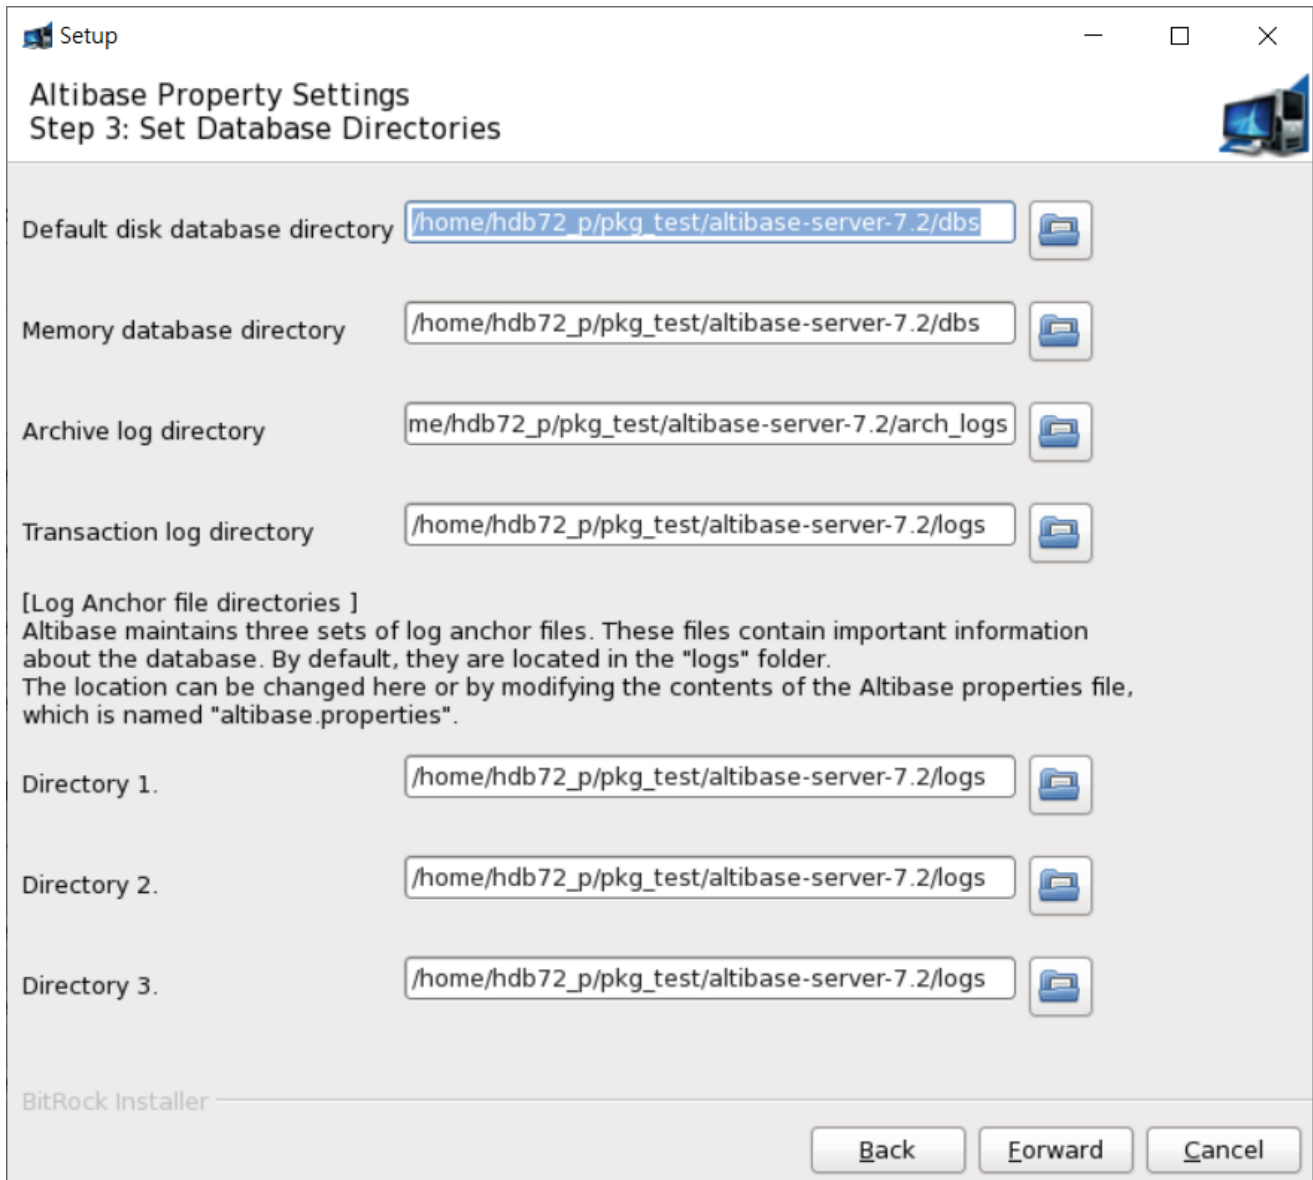 Setup
Altibase Property Settings
Step 3: Set Database Directories
Default disk database directory /home/hdb72_p/pkg_test/altibase-server-7.2/dbs
Memory database directory /home/hdb72_p/pkg_test/altibase-server-7.2/dbs
Archive log directory me/hdb72_p/pkg_test/altibase-server-7.2/arch_logs
Transaction log directory /home/hdb72_p/pkg_test/altibase-server-7.2/logs
[Log Anchor file directories ]
Altibase maintains three sets of log anchor files. These files contain important information
about the database. By default, they are located in the "logs" folder.
The location can be changed here or by modifying the contents of the Altibase properties file,
which is named "altibase.properties".
Directory 1. /home/hdb72_p/pkg_test/altibase-server-7.2/logs
Directory 2. /home/hdb72_p/pkg_test/altibase-server-7.2/logs
Directory 3. /home/hdb72_p/pkg_test/altibase-server-7.2/logs
BitRock Installer
Back Forward Cancel